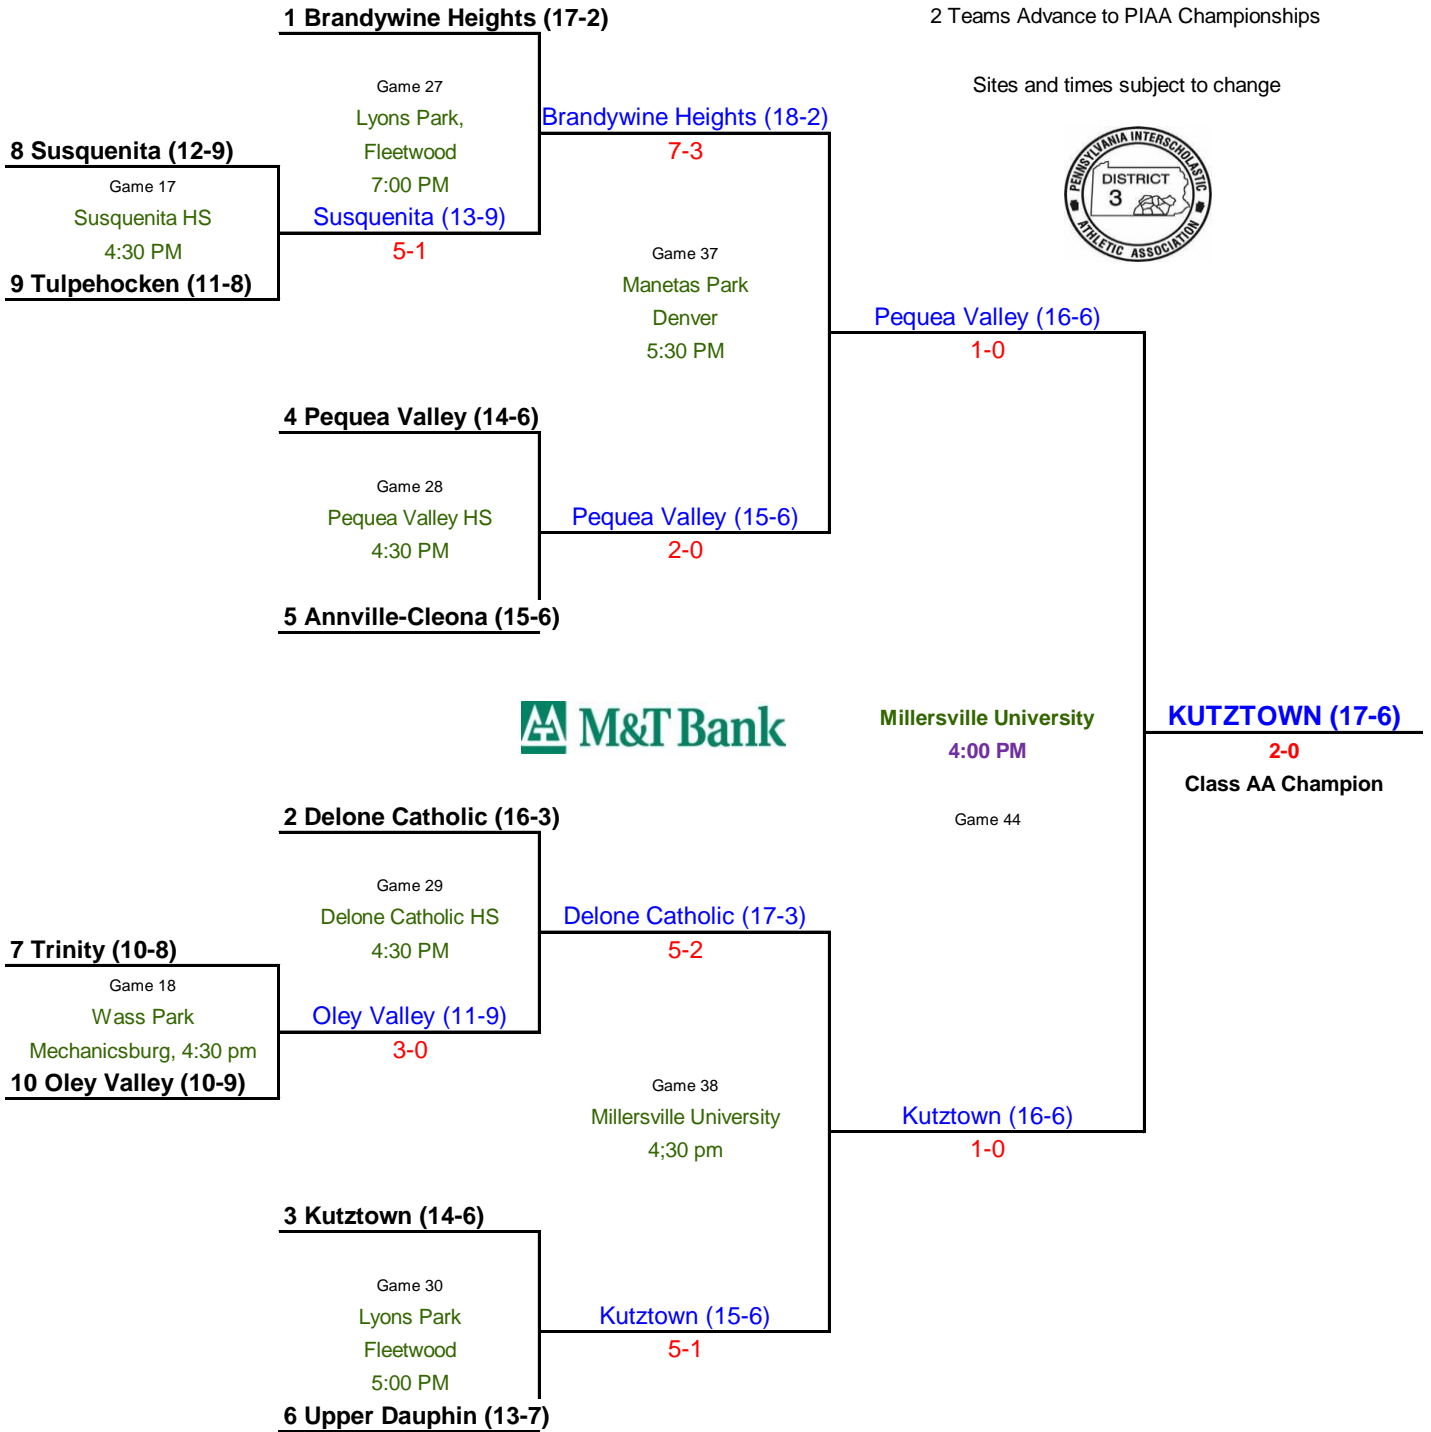 1 Brandywine Heights (17-2)
2 Teams Advance to PIAA Championships
Game 27
Lyons Park,
Fleetwood
7:00 PM
Sites and times subject to change
Brandywine Heights (18-2)
7-3
PENNSYLVANIA INTERSCHOLASTIC
DISTRICT
3
ATHLETIC ASSOCIATION
8 Susquenita (12-9)
Game 17
Susquenita HS
4:30 PM
9 Tulpehocken (11-8)
Susquenita (13-9)
5-1
Game 37
Manetas Park
Denver
5:30 PM
Pequea Valley (16-6)
1-0
4 Pequea Valley (14-6)
Game 28
Pequea Valley HS
4:30 PM
Pequea Valley (15-6)
2-0
5 Annville-Cleona (15-6)
M&T Bank
Millersville University
4:00 PM
Game 44
KUTZTOWN (17-6)
2-0
Class AA Champion
2 Delone Catholic (16-3)
Game 29
Delone Catholic HS
4:30 PM
Delone Catholic (17-3)
5-2
7 Trinity (10-8)
Game 18
Wass Park
Mechanicsburg, 4:30 pm
10 Oley Valley (10-9)
Oley Valley (11-9)
3-0
Game 38
Millersville University
4;30 pm
Kutztown (16-6)
1-0
3 Kutztown (14-6)
Game 30
Lyons Park
Fleetwood
5:00 PM
Kutztown (15-6)
5-1
6 Upper Dauphin (13-7)